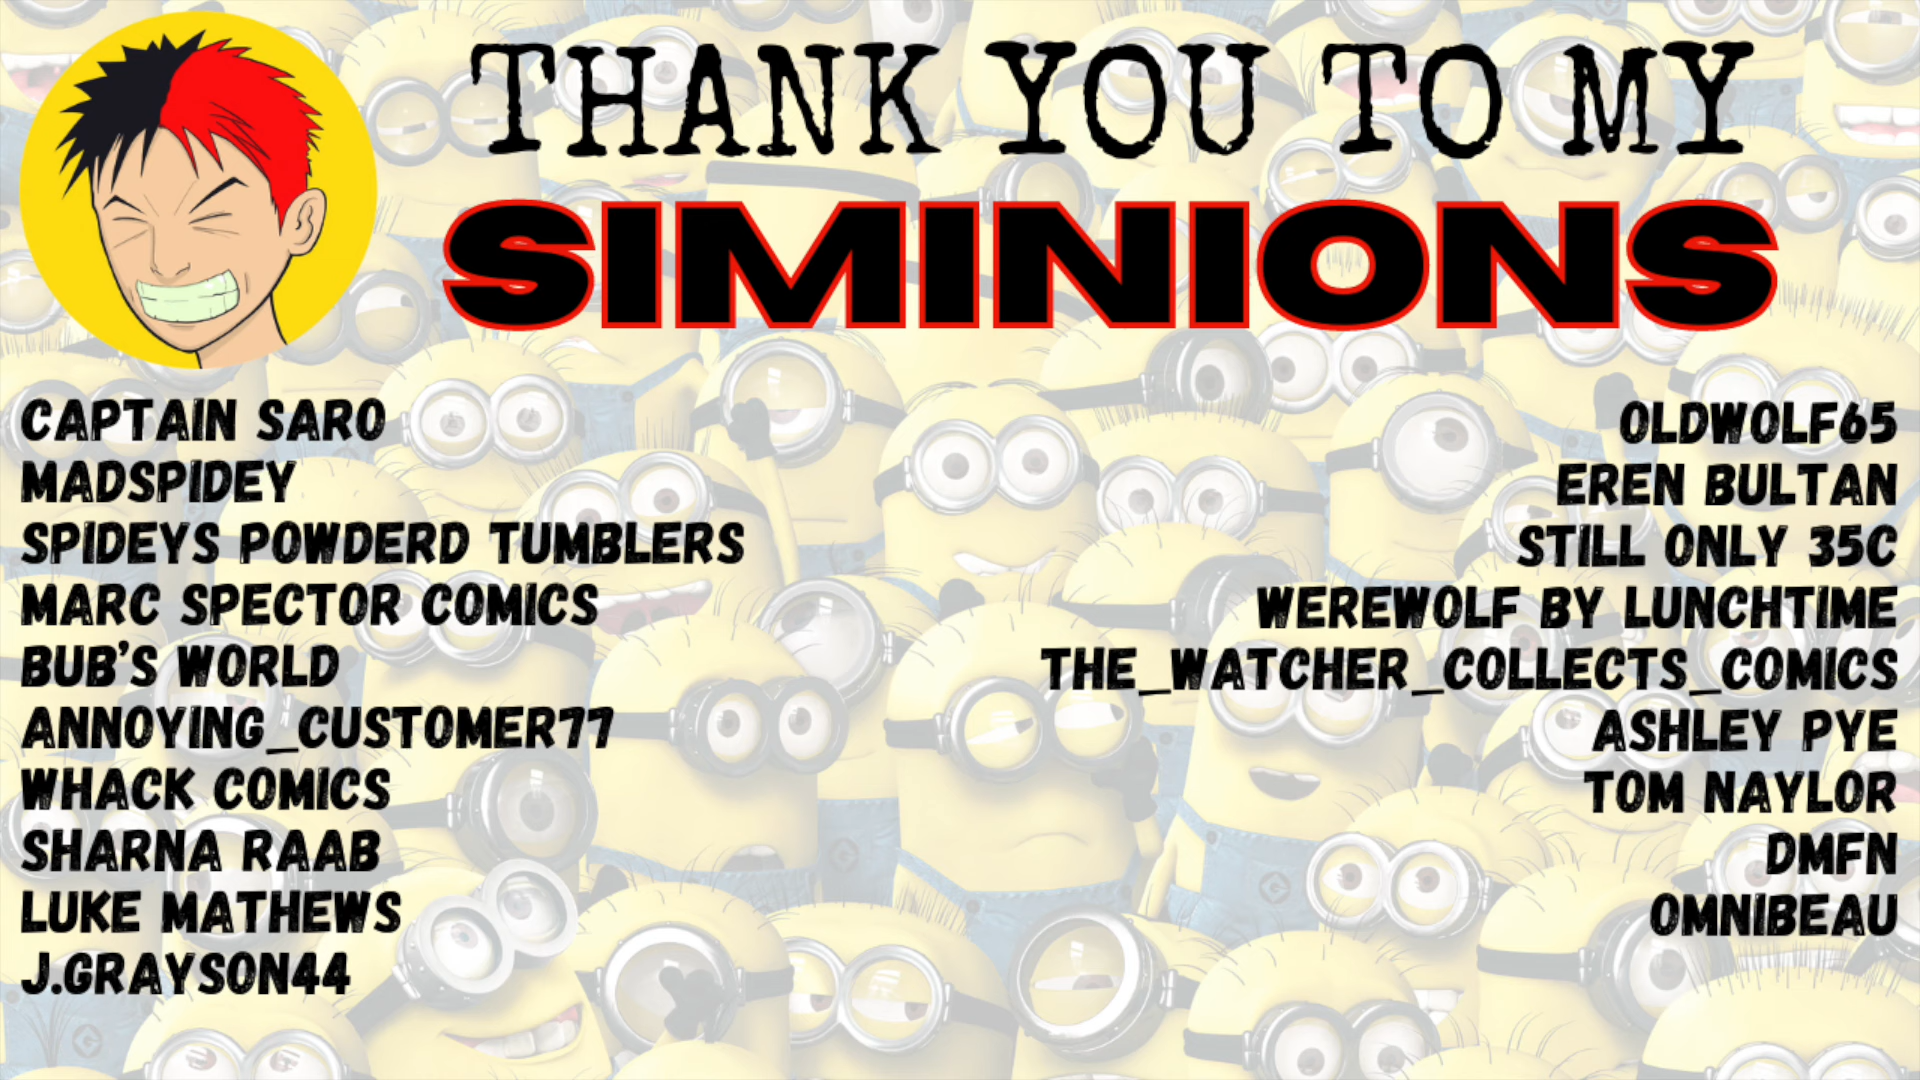 THANK YOU TO MY
SIMINIONS
CAPTAIN SARO
MADSPIDEY
SPIDEYS POWDERD TUMBLERS
MARC SPECTOR COMICS
BUB'S WORLD
ANNOYING_CUSTOMER77
WHACK COMICS
SHARNA RAAB
LUKE MATHEWS
J.GRAYSON44
OLDWOLF65
EREN BULTAN
STILL ONLY 35C
WEREWOLF BY LUNCHTIME
THE_WATCHER_COLLECTS_COMICS
ASHLEY PYE
TOM NAYLOR
DMFN
OMNIBEAU